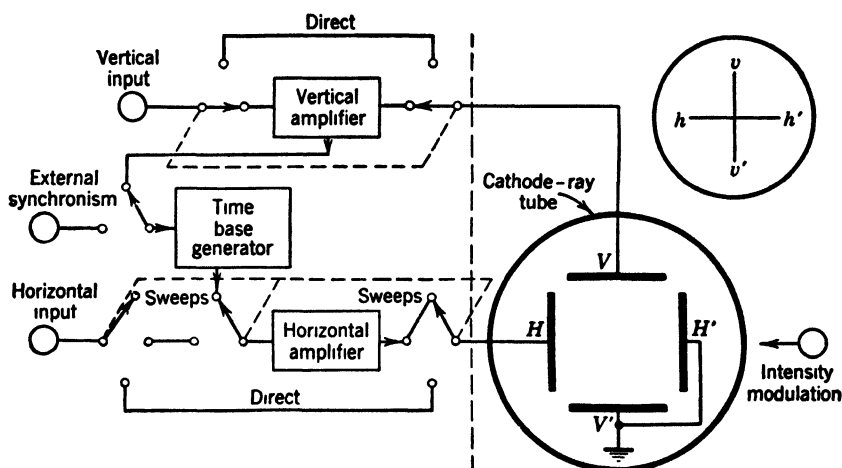 Direct
Vertical
input
Vertical
amplifier
v
h
h'
v'
External
synchronism
Time
base
generator
Cathode-ray
tube
V
Horizontal
input
Sweeps
Sweeps
Horizontal
amplifier
H
H'
Intensity
modulation
Direct
V'